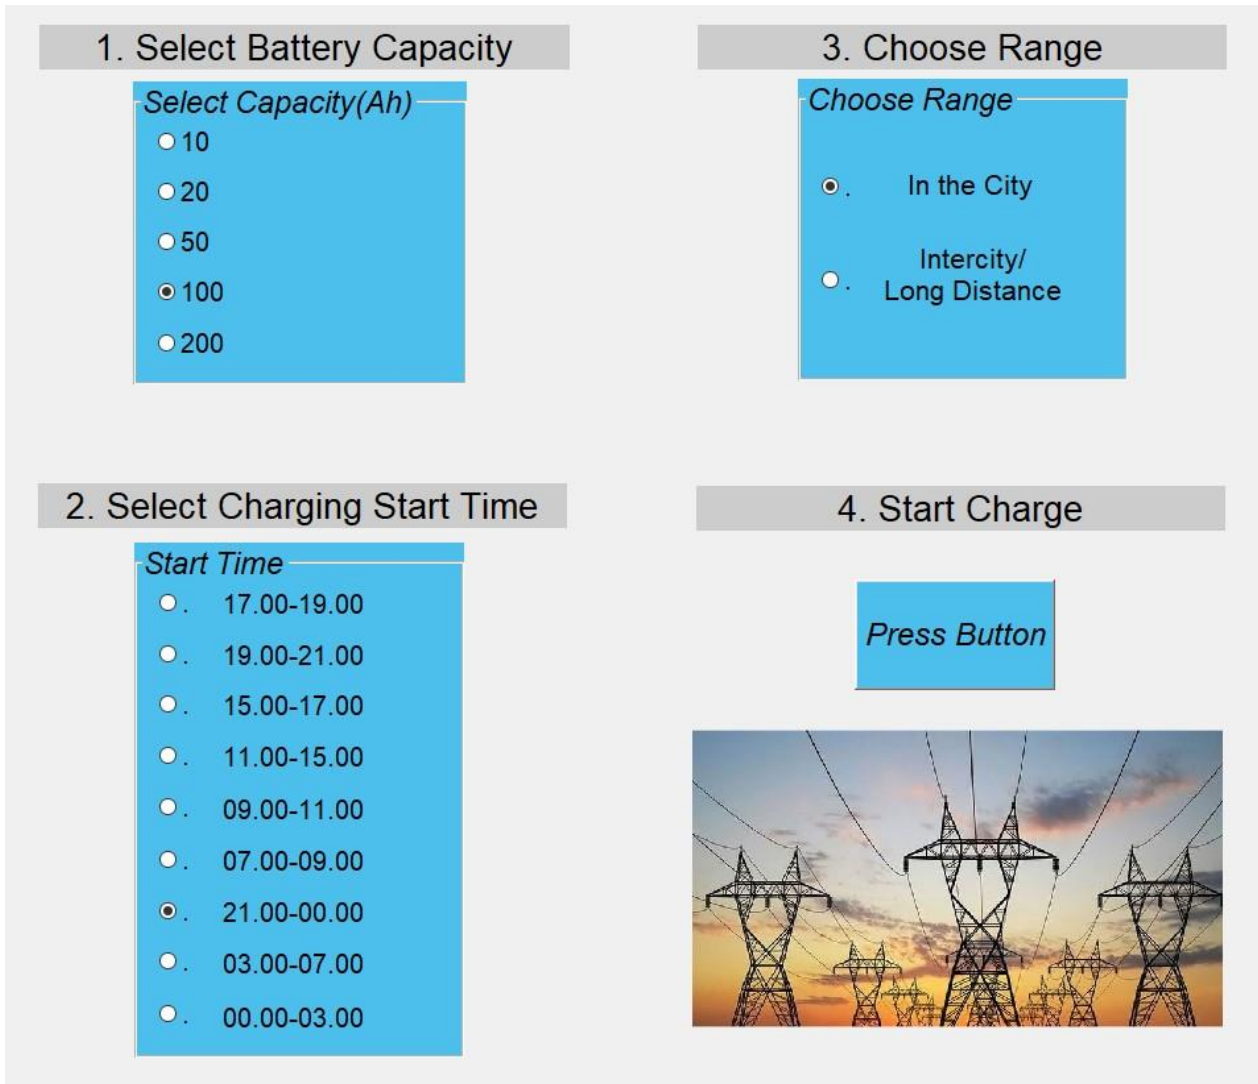 1. Select Battery Capacity
Select Capacity(Ah)
10
20
50
100
200
2. Select Charging Start Time
Start Time
. 17.00-19.00
. 19.00-21.00
. 15.00-17.00
. 11.00-15.00
. 09.00-11.00
. 07.00-09.00
. 21.00-00.00
. 03.00-07.00
. 00.00-03.00
3. Choose Range
Choose Range
. In the City
Intercity/
. Long Distance
4. Start Charge
Press Button